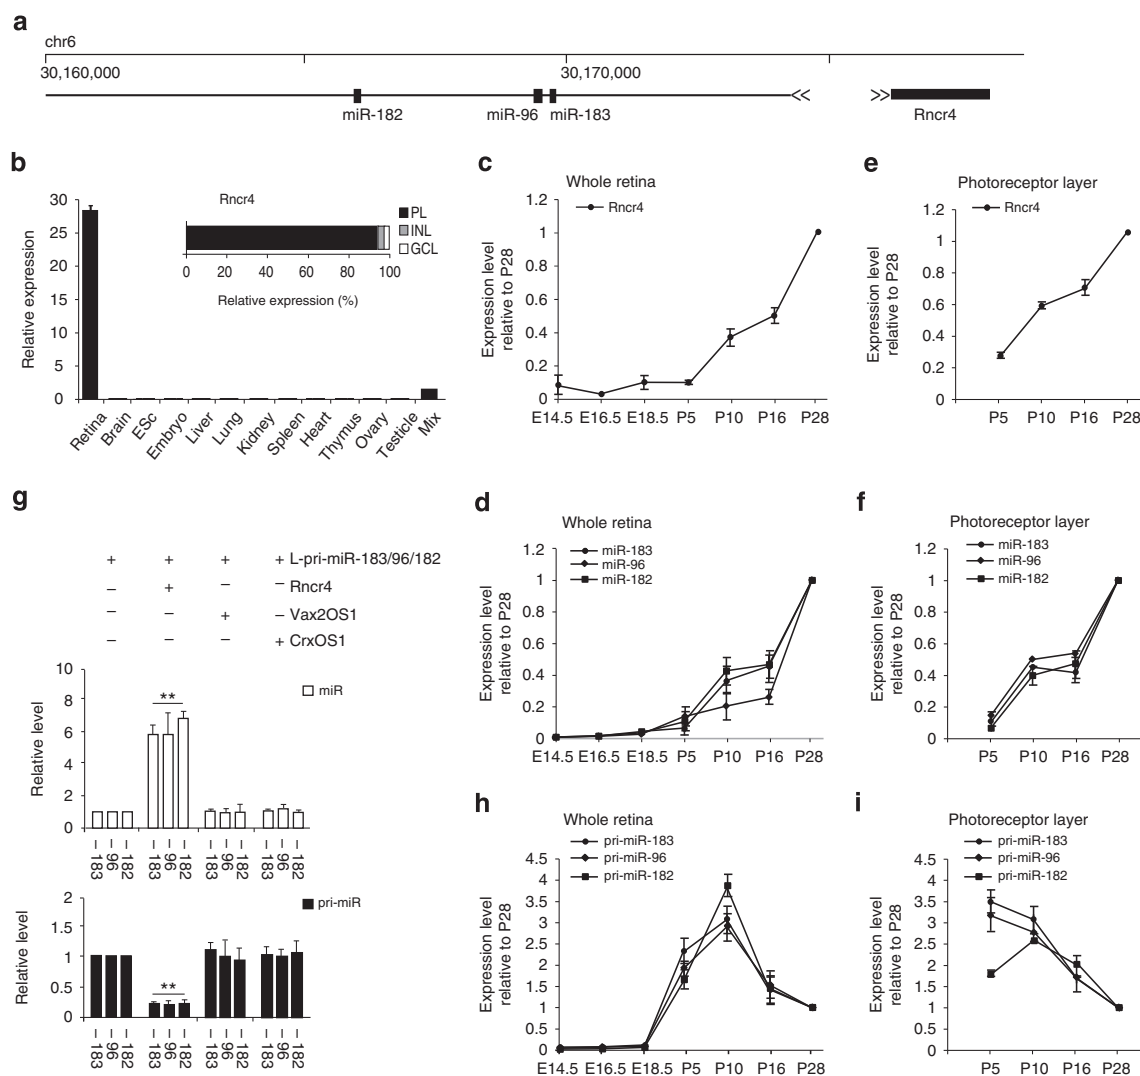 a
chr6
30,160,000
30,170,000
<<
>>
miR-182
miR-96
miR-183
Rncr4
b
Relative expression
30
25
20
15
10
5
0
Rncr4
PL
INL
GCL
0 20 40 60 80 100
Relative expression (%)
Retina Brain ESc Embryo Liver Lung Kidney Spleen Heart Thymus Ovary Testicle Mix
c
Whole retina
Rncr4
Expression level
relative to P28
1.2
1
0.8
0.6
0.4
0.2
0
E14.5 E16.5 E18.5 P5 P10 P16 P28
e
Photoreceptor layer
Rncr4
Expression level
relative to P28
1.2
1
0.8
0.6
0.4
0.2
0
P5 P10 P16 P28
g
+ + + + L-pri-miR-183/96/182
– + – – Rncr4
– – + – Vax2OS1
– – – + CrxOS1
Relative level
10
8
6
4
2
0
**
miR
– 183 – 96 – 182 – 183 – 96 – 182 – 183 – 96 – 182 – 183 – 96 – 182
Relative level
2
1.5
1
0.5
0
**
pri-miR
– 183 – 96 – 182 – 183 – 96 – 182 – 183 – 96 – 182 – 183 – 96 – 182
d
Whole retina
miR-183
miR-96
miR-182
Expression level
relative to P28
1.2
1
0.8
0.6
0.4
0.2
0
E14.5 E16.5 E18.5 P5 P10 P16 P28
f
Photoreceptor layer
miR-183
miR-96
miR-182
Expression level
relative to P28
1.2
1
0.8
0.6
0.4
0.2
0
P5 P10 P16 P28
h
Whole retina
pri-miR-183
pri-miR-96
pri-miR-182
Expression level
relative to P28
4.5
4
3.5
3
2.5
2
1.5
1
0.5
0
E14.5 E16.5 E18.5 P5 P10 P16 P28
i
Photoreceptor layer
pri-miR-183
pri-miR-96
pri-miR-182
Expression level
relative to P28
4.5
4
3.5
3
2.5
2
1.5
1
0.5
0
P5 P10 P16 P28